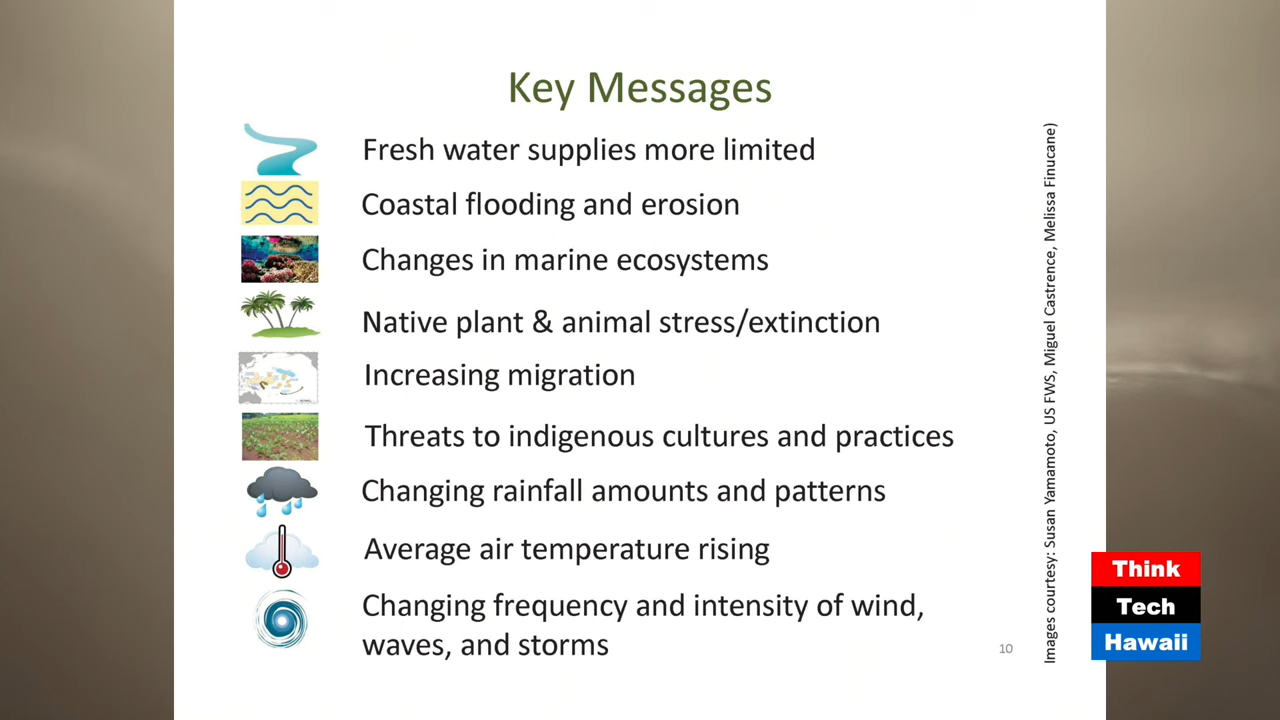 Key Messages
Fresh water supplies more limited
Coastal flooding and erosion
Changes in marine ecosystems
Native plant & animal stress/extinction
Increasing migration
Threats to indigenous cultures and practices
Changing rainfall amounts and patterns
Average air temperature rising
Changing frequency and intensity of wind,
waves, and storms
10
Images courtesy: Susan Yamamoto, US FWS, Miguel Castrence, Melissa Finucane)
Think
Tech
Hawaii